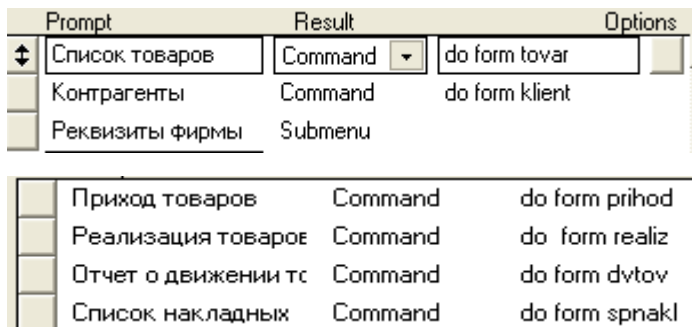 Prompt Result Options
Список товаров Command do form tovar
Контрагенты Command do form klient
Реквизиты фирмы Submenu
Приход товаров Command do form prihod
Реализация товаров Command do form realiz
Отчет о движении тс Command do form dvtov
Список накладных Command do form spnakl